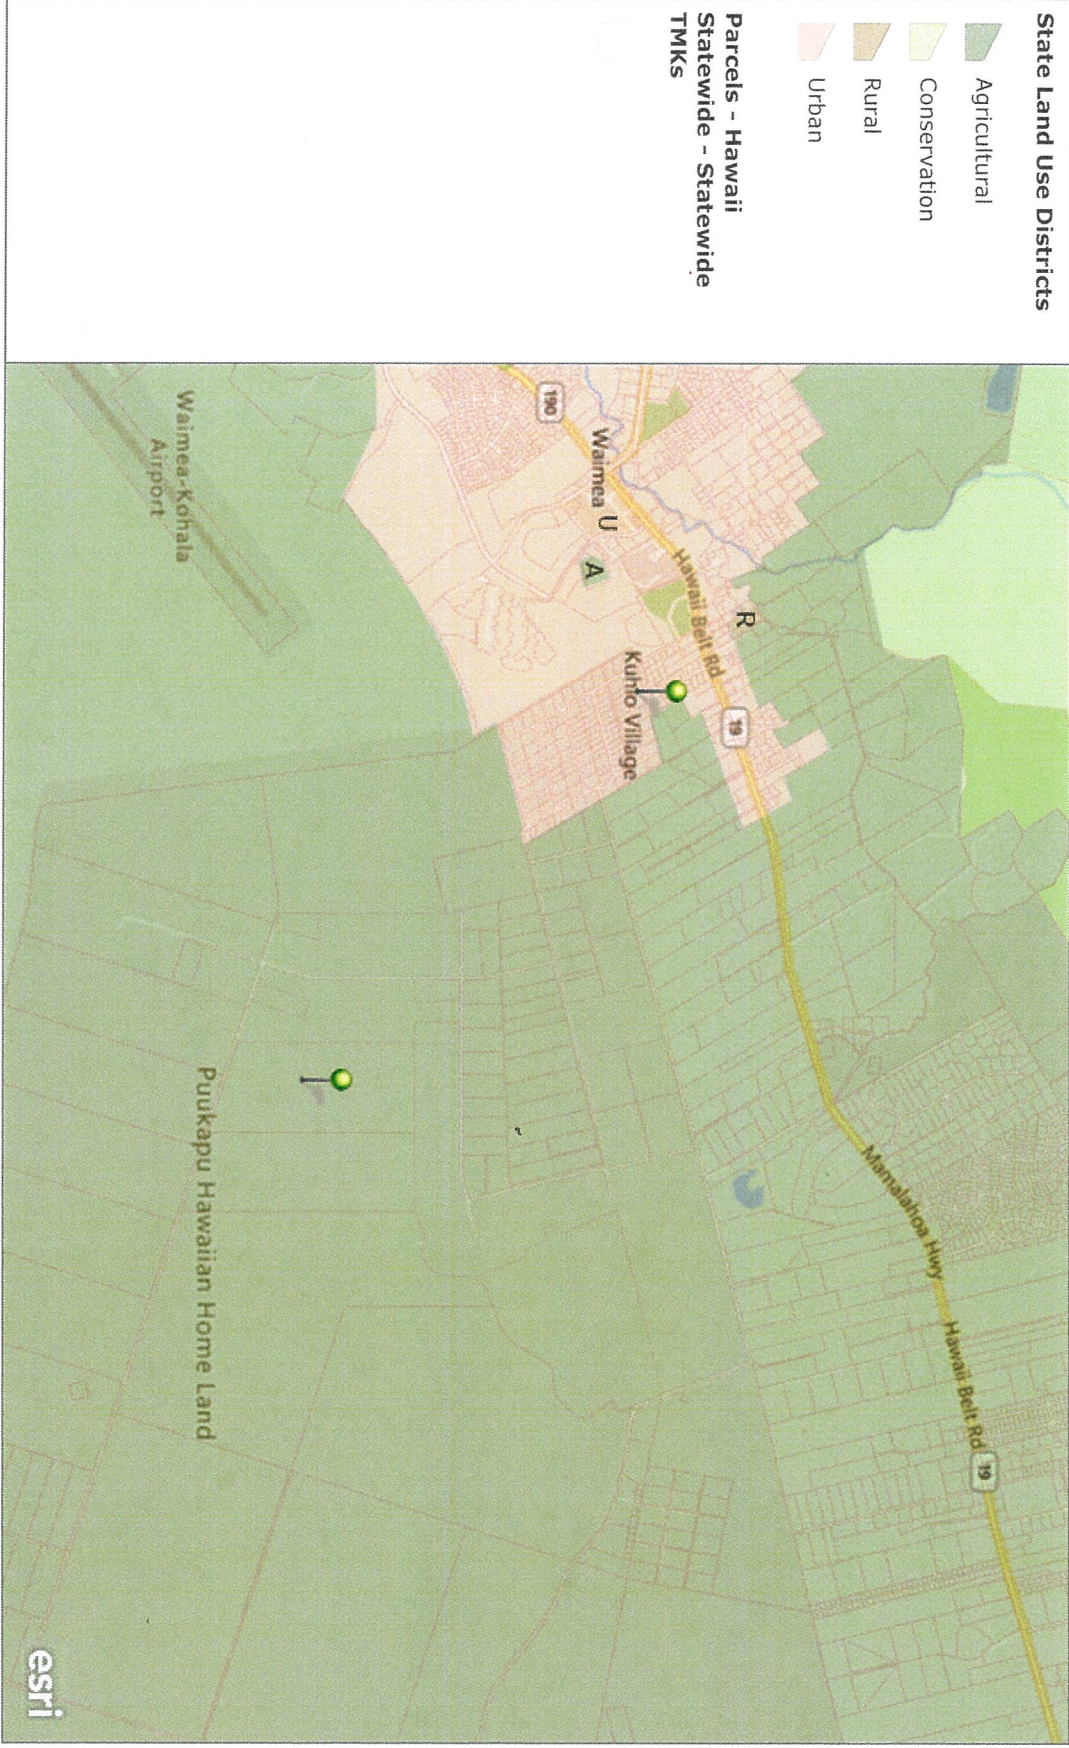 State Land Use Districts
Agricultural
Conservation
Rural
Urban
Parcels - Hawaii
Statewide - Statewide
TMKs
190
Waimea
U
A
Hawaii Belt Rd
R
Kuhio Village
19
Waimea-Kohala
Airport
Mamalahoa Hwy
Hawaii Belt Rd
19
Puukapu Hawaiian Home Land
esri